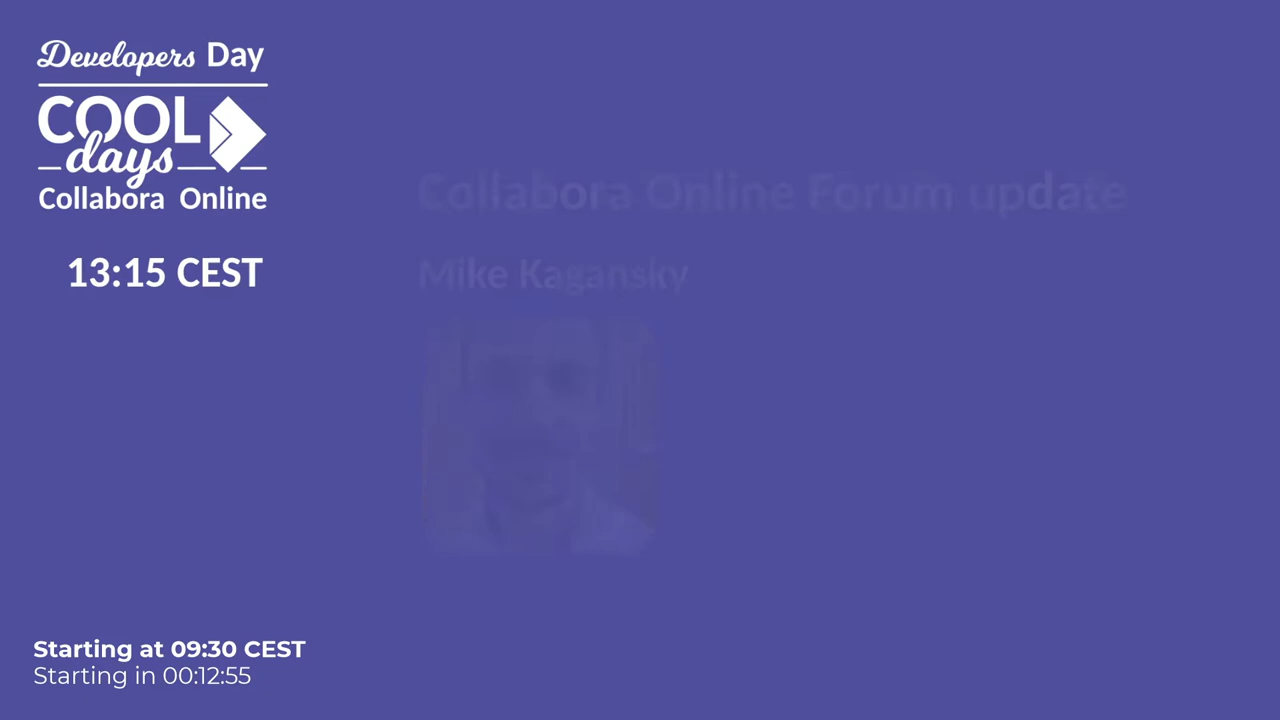 Developers Day
COOL
days
Collabora Online
13:15 CEST
Collabora Online Forum update
Mike Kagansky
Starting at 09:30 CEST
Starting in 00:12:55